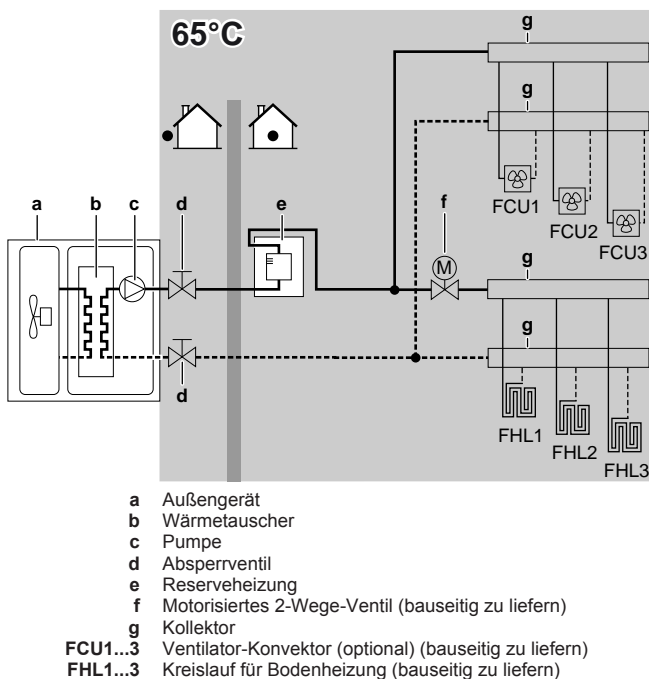 65°C
g
g
a b c d e f
FCU1
FCU2
FCU3
g
M
g
d
FHL1
FHL2
FHL3
a Außengerät
b Wärmetauscher
c Pumpe
d Absperrventil
e Reserveheizung
f Motorisiertes 2-Wege-Ventil (bauseitig zu liefern)
g Kollektor
FCU1...3 Ventilator-Konvektor (optional) (bauseitig zu liefern)
FHL1...3 Kreislauf für Bodenheizung (bauseitig zu liefern)